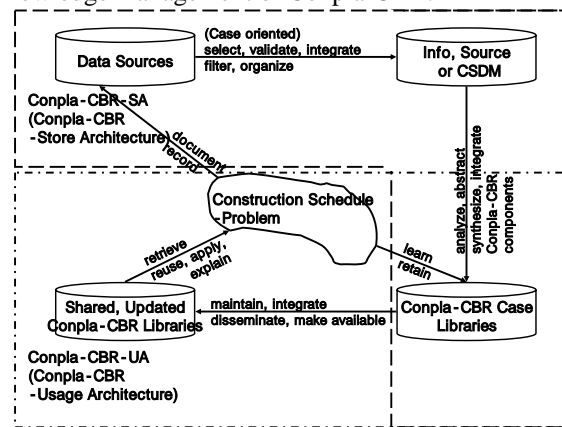 (Case oriented)
select, validate, integrate
filter, organize
Data Sources
Info, Source
or CSDM
Conpla-CBR-SA
(Conpla-CBR
-Store Architecture)
document
record
analyze, abstract
synthesize, integrate
Conpla-CBR
components
Construction Schedule
-Problem
retrieve
reuse, apply,
explain
learn
retain
Shared, Updated
Conpla-CBR Libraries
maintain, integrate
disseminate, make available
Conpla-CBR Case
Libraries
Conpla-CBR-UA
(Conpla-CBR
-Usage Architecture)